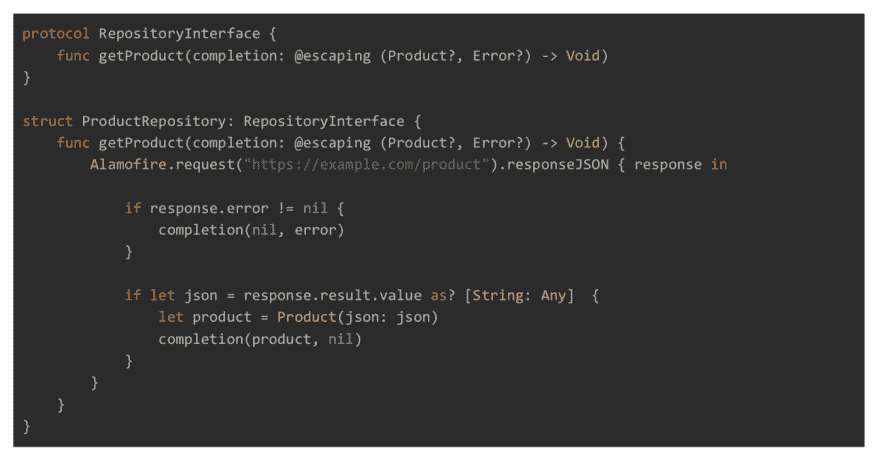 protocol RepositoryInterface {
    func getProduct(completion: @escaping (Product?, Error?) -> Void)
}

struct ProductRepository: RepositoryInterface {
    func getProduct(completion: @escaping (Product?, Error?) -> Void) {
        Alamofire.request("https://example.com/product").responseJSON { response in

            if response.error != nil {
                completion(nil, error)
            }

            if let json = response.result.value as? [String: Any]  {
                let product = Product(json: json)
                completion(product, nil)
            }
        }
    }
}